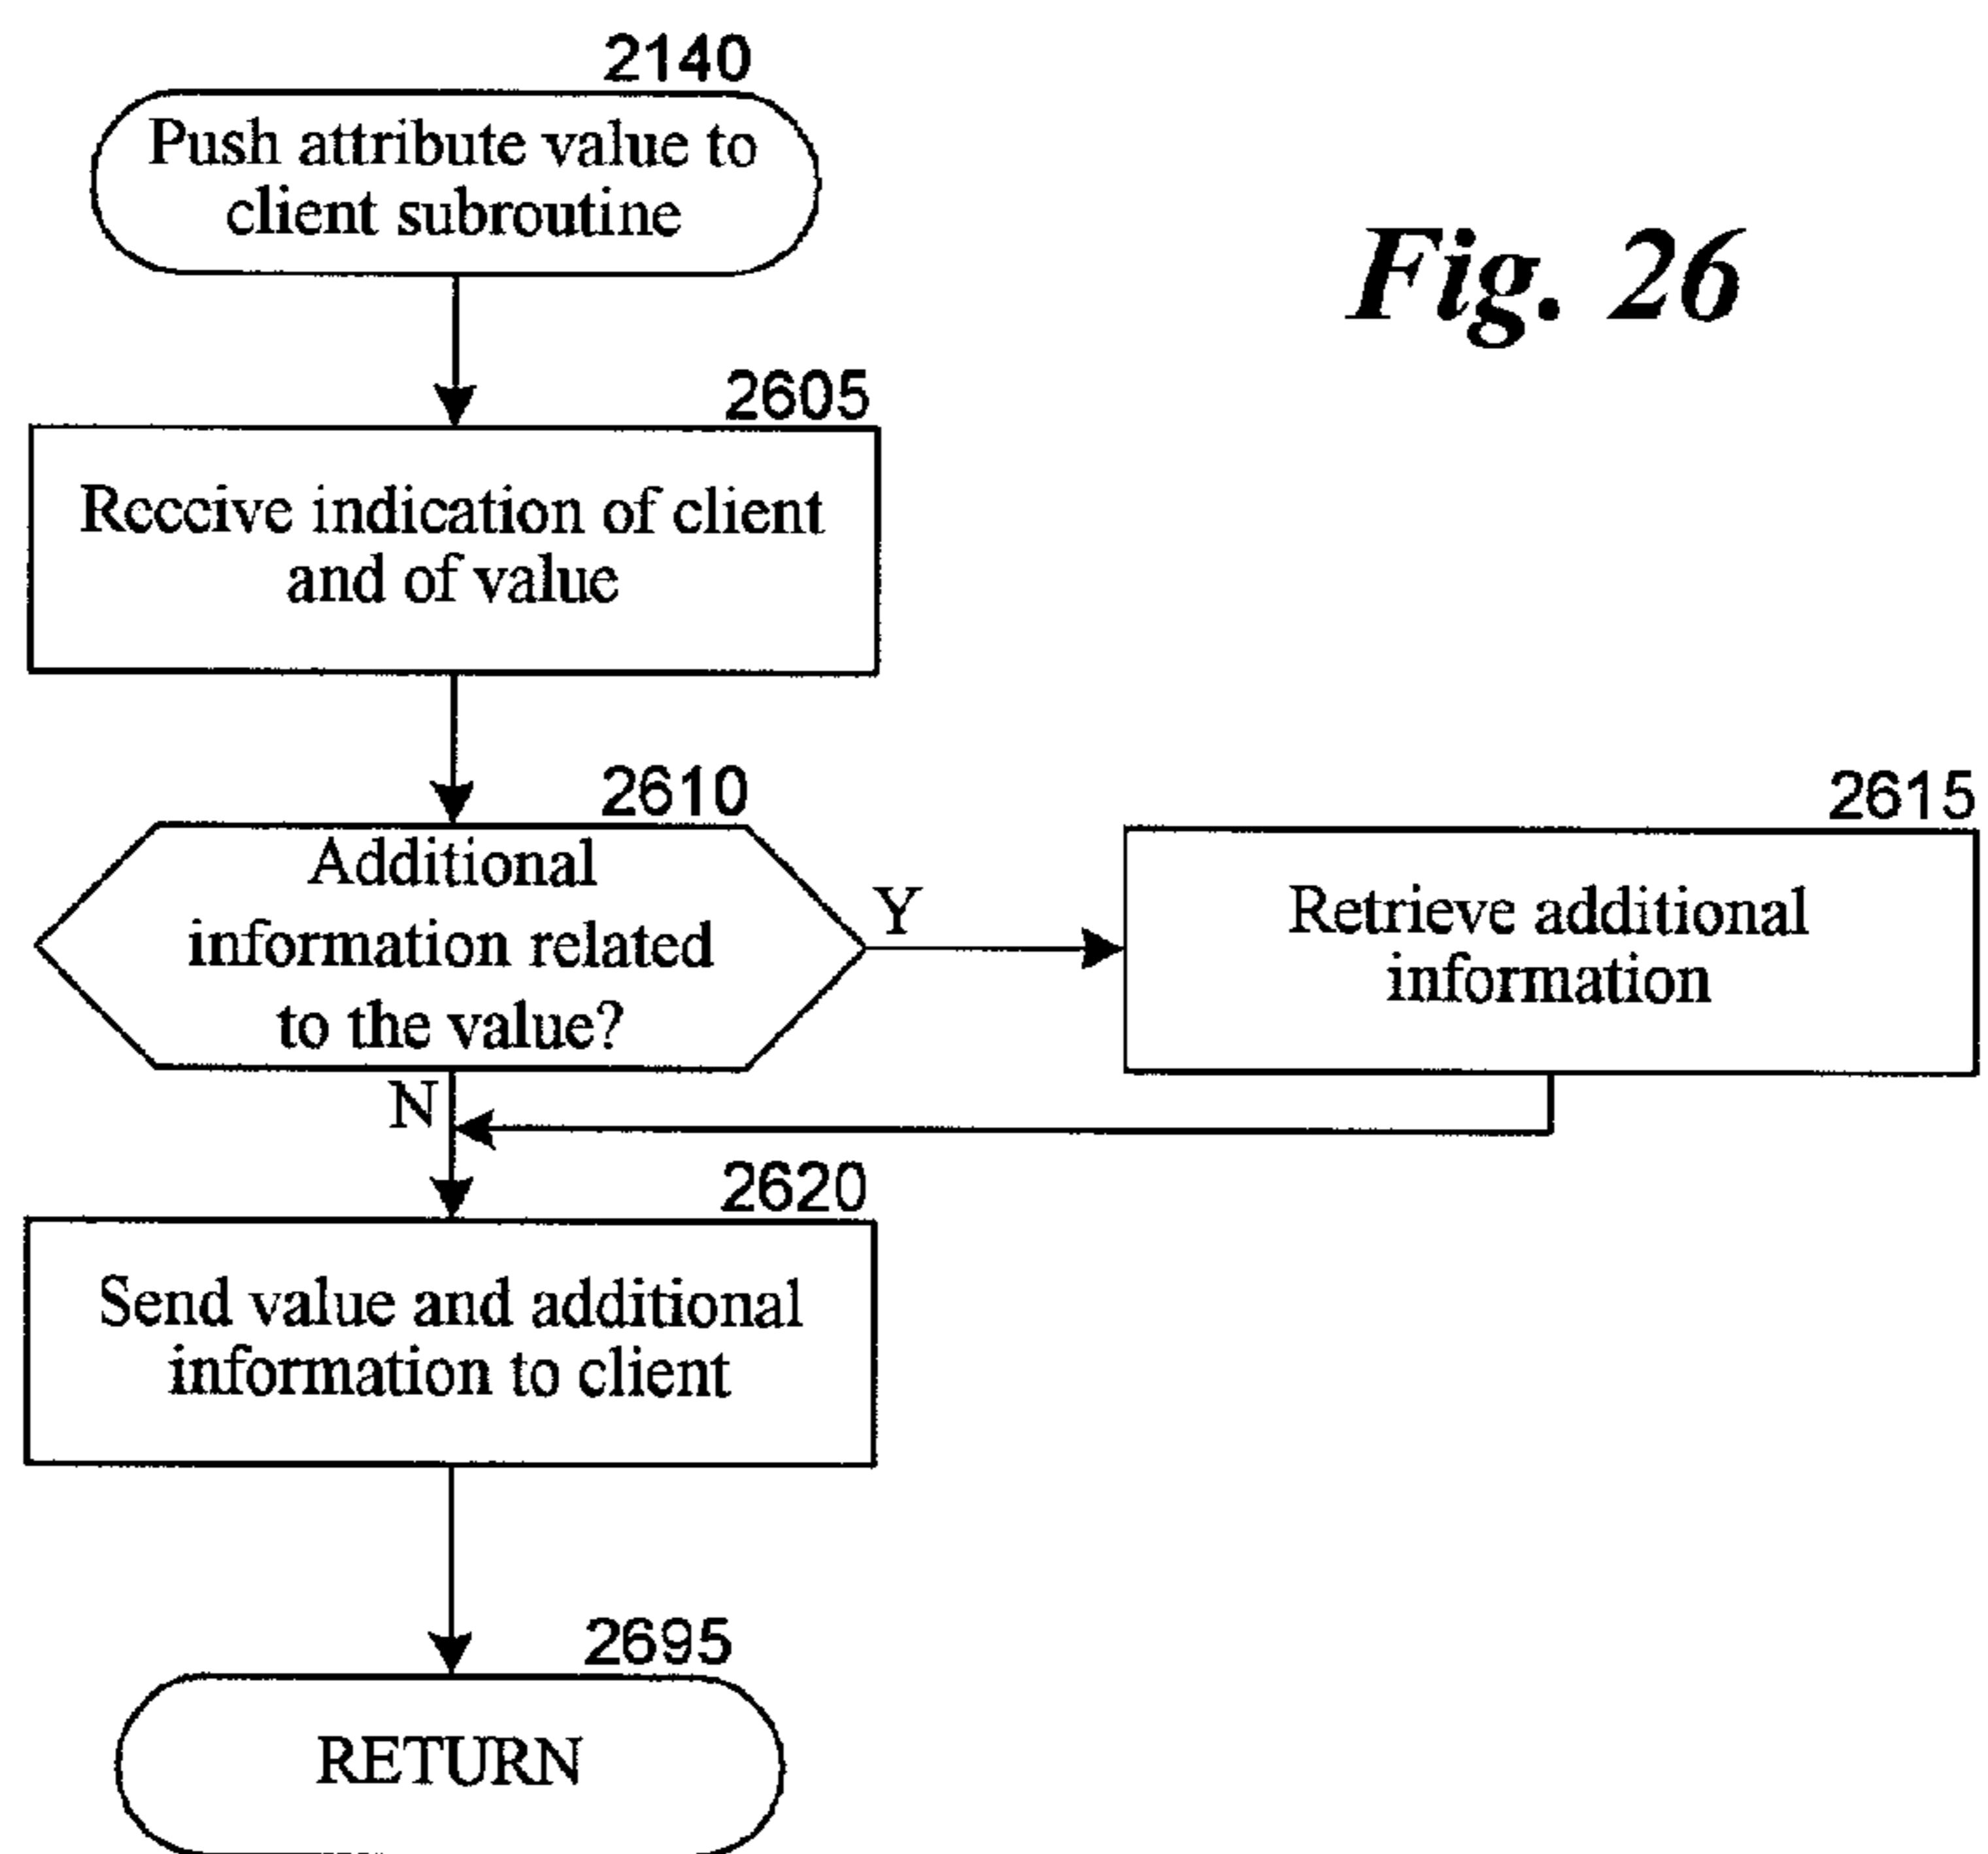 2140
Push attribute value to
client subroutine
Fig. 26
2605
Receive indication of client
and of value
2610
Additional
information related
to the value?
Y
2615
Retrieve additional
information
N
2620
Send value and additional
information to client
2695
RETURN